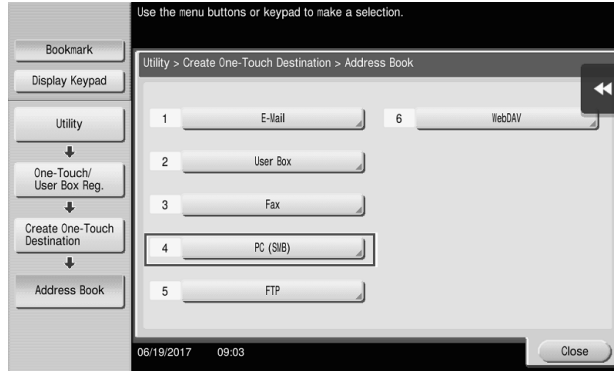 Use the menu buttons or keypad to make a selection.
Bookmark
Display Keypad
Utility
One-Touch/
User Box Reg.
Create One-Touch
Destination
Address Book
Utility > Create One-Touch Destination > Address Book
1 E-Mail
2 User Box
3 Fax
4 PC (SMB)
5 FTP
6 WebDAV
06/19/2017 09:03
Close